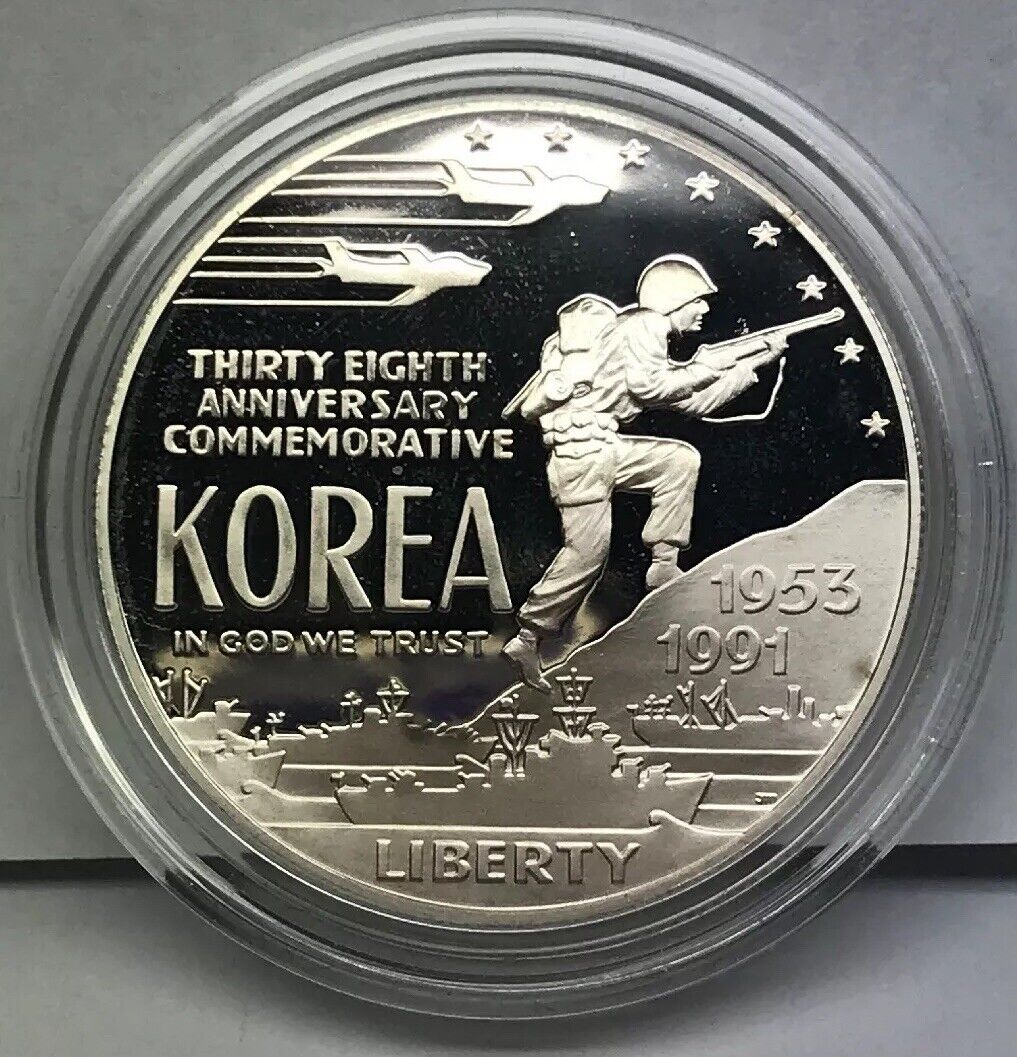 THIRTY EIGHTH
ANNIVERSARY
COMMEMORATIVE
KOREA
IN GOD WE TRUST
1953
1991
LIBERTY